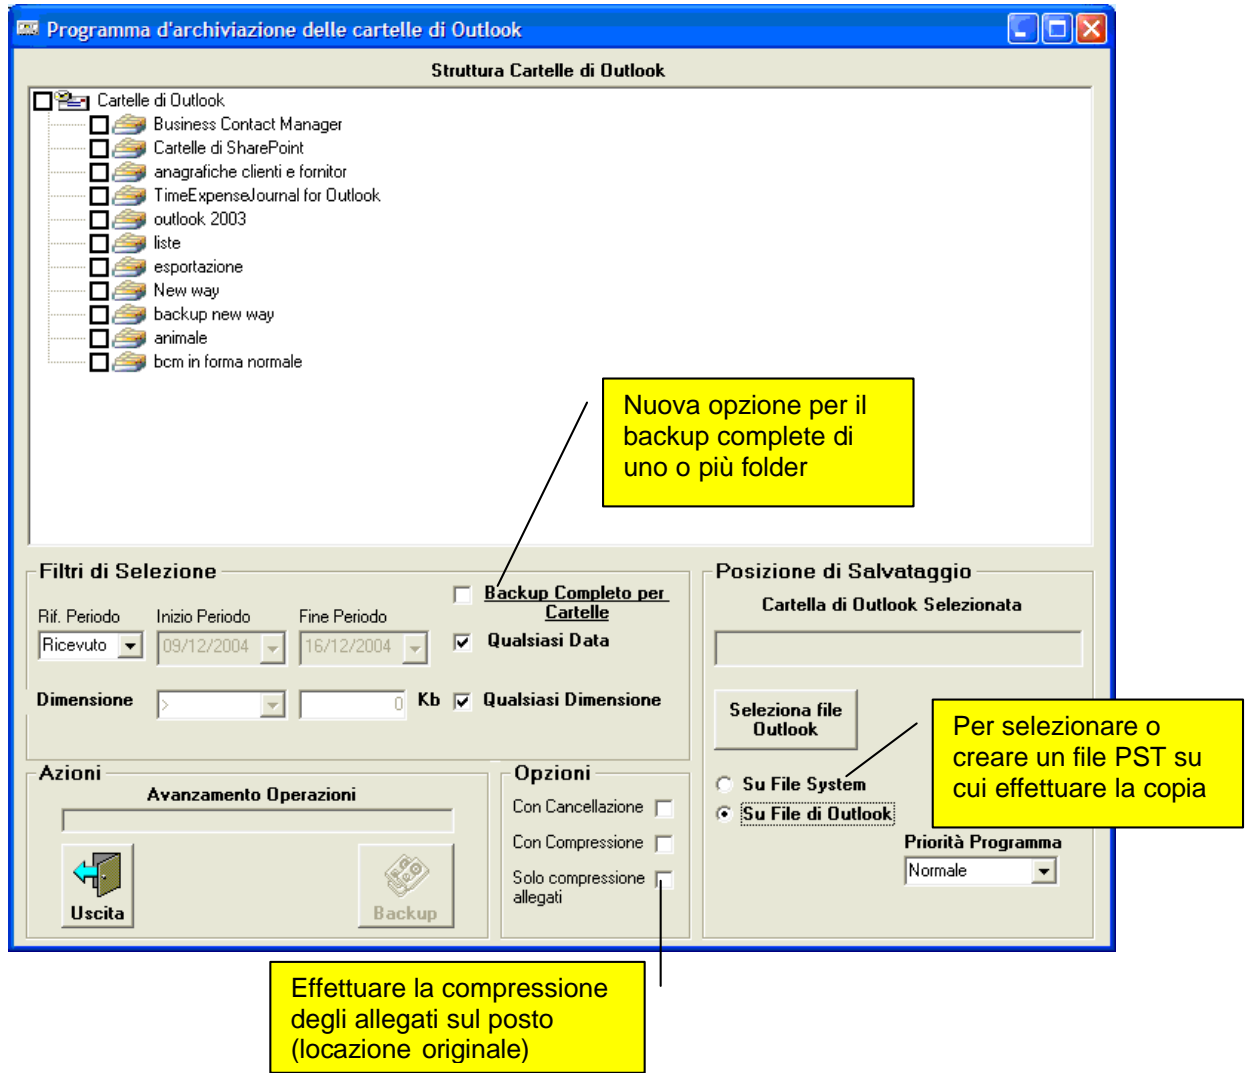 Programma d'archiviazione delle cartelle di Outlook
Struttura Cartelle di Outlook
Cartelle di Outlook
Business Contact Manager
Cartelle di SharePoint
anagrafiche clienti e fornitor
TimeExpenseJournal for Outlook
outlook 2003
liste
esportazione
New way
backup new way
animale
bcm in forma normale
Nuova opzione per il
backup complete di
uno o più folder
Filtri di Selezione
Backup Completo per
Cartelle
Rif. Periodo
Inizio Periodo
Fine Periodo
Ricevuto
09/12/2004
16/12/2004
Qualsiasi Data
Dimensione
>
0
Kb
Qualsiasi Dimensione
Posizione di Salvataggio
Cartella di Outlook Selezionata
Seleziona file
Outlook
Per selezionare o
creare un file PST su
cui effettuare la copia
Su File System
Su File di Outlook
Priorità Programma
Normale
Azioni
Avanzamento Operazioni
Uscita
Backup
Opzioni
Con Cancellazione
Con Compressione
Solo compressione
allegati
Effettuare la compressione
degli allegati sul posto
(locazione originale)